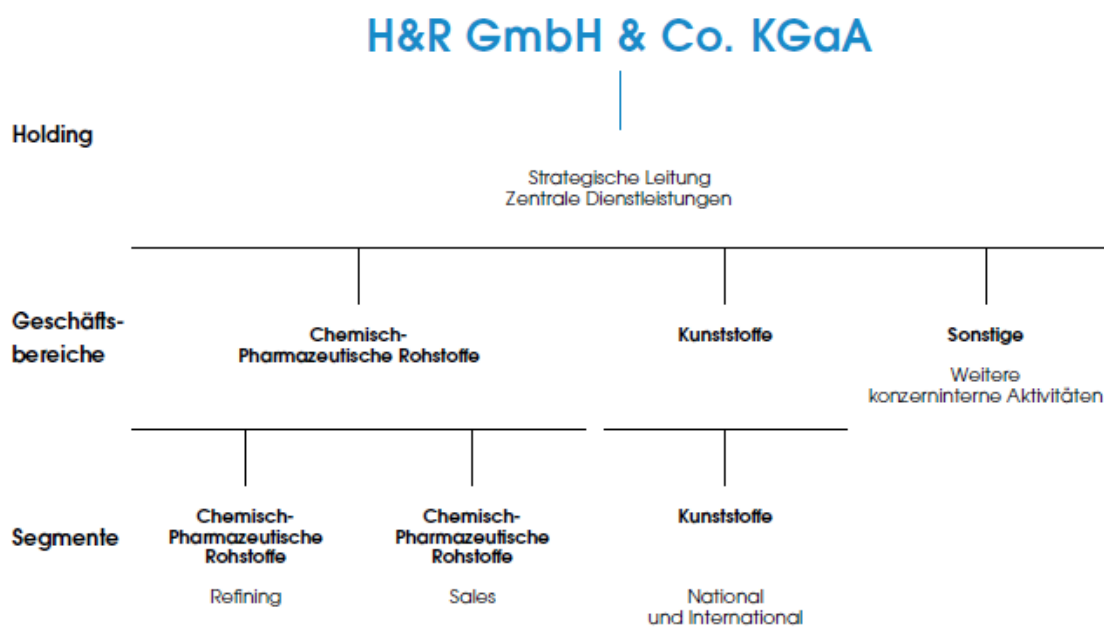 H&R GmbH & Co. KGaA
Holding
Strategische Leitung
Zentrale Dienstleistungen
Geschäfts-
bereiche
Chemisch-
Pharmazeutische Rohstoffe
Kunststoffe
Sonstige
Weitere
konzerninterne Aktivitäten
Segmente
Chemisch-
Pharmazeutische
Rohstoffe
Refining
Chemisch-
Pharmazeutische
Rohstoffe
Sales
Kunststoffe
National
und International